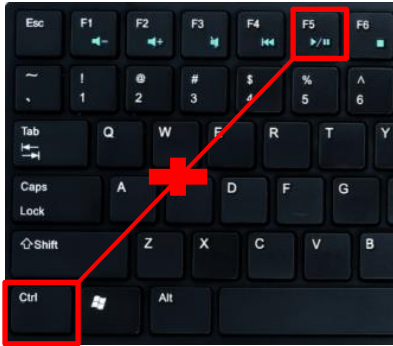 Esc F1 F2 F3 F4 F5 F6
~ ! @ # $ % ^
` 1 2 3 4 5 6
Tab Q W E R T Y
Caps A D F G
Lock
Shift Z X C V B
Ctrl Alt